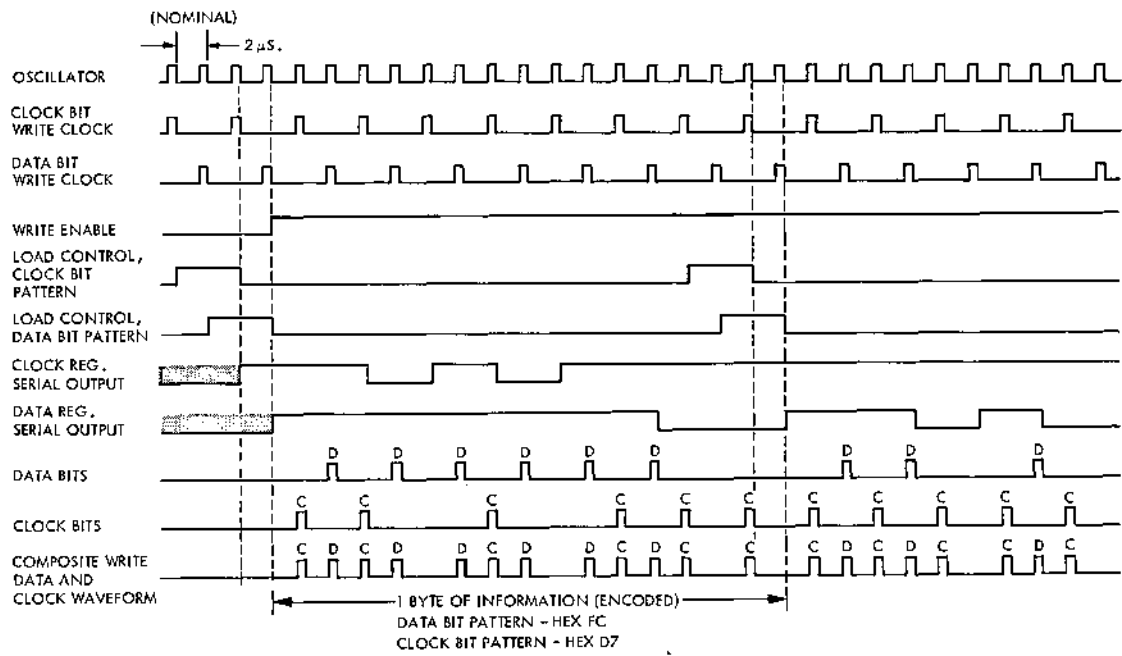 (NOMINAL)
2 μS.
OSCILLATOR
CLOCK BIT
WRITE CLOCK
DATA BIT
WRITE CLOCK
WRITE ENABLE
LOAD CONTROL,
CLOCK BIT
PATTERN
LOAD CONTROL,
DATA BIT PATTERN
CLOCK REG.
SERIAL OUTPUT
DATA REG.
SERIAL OUTPUT
D D D D D D D D D
DATA BITS
C C C C C C C C C C C
CLOCK BITS
C D C D D C D D C D C C C D C D C C D C
COMPOSITE WRITE
DATA AND
CLOCK WAVEFORM
1 BYTE OF INFORMATION (ENCODED)
DATA BIT PATTERN - HEX FC
CLOCK BIT PATTERN - HEX D7